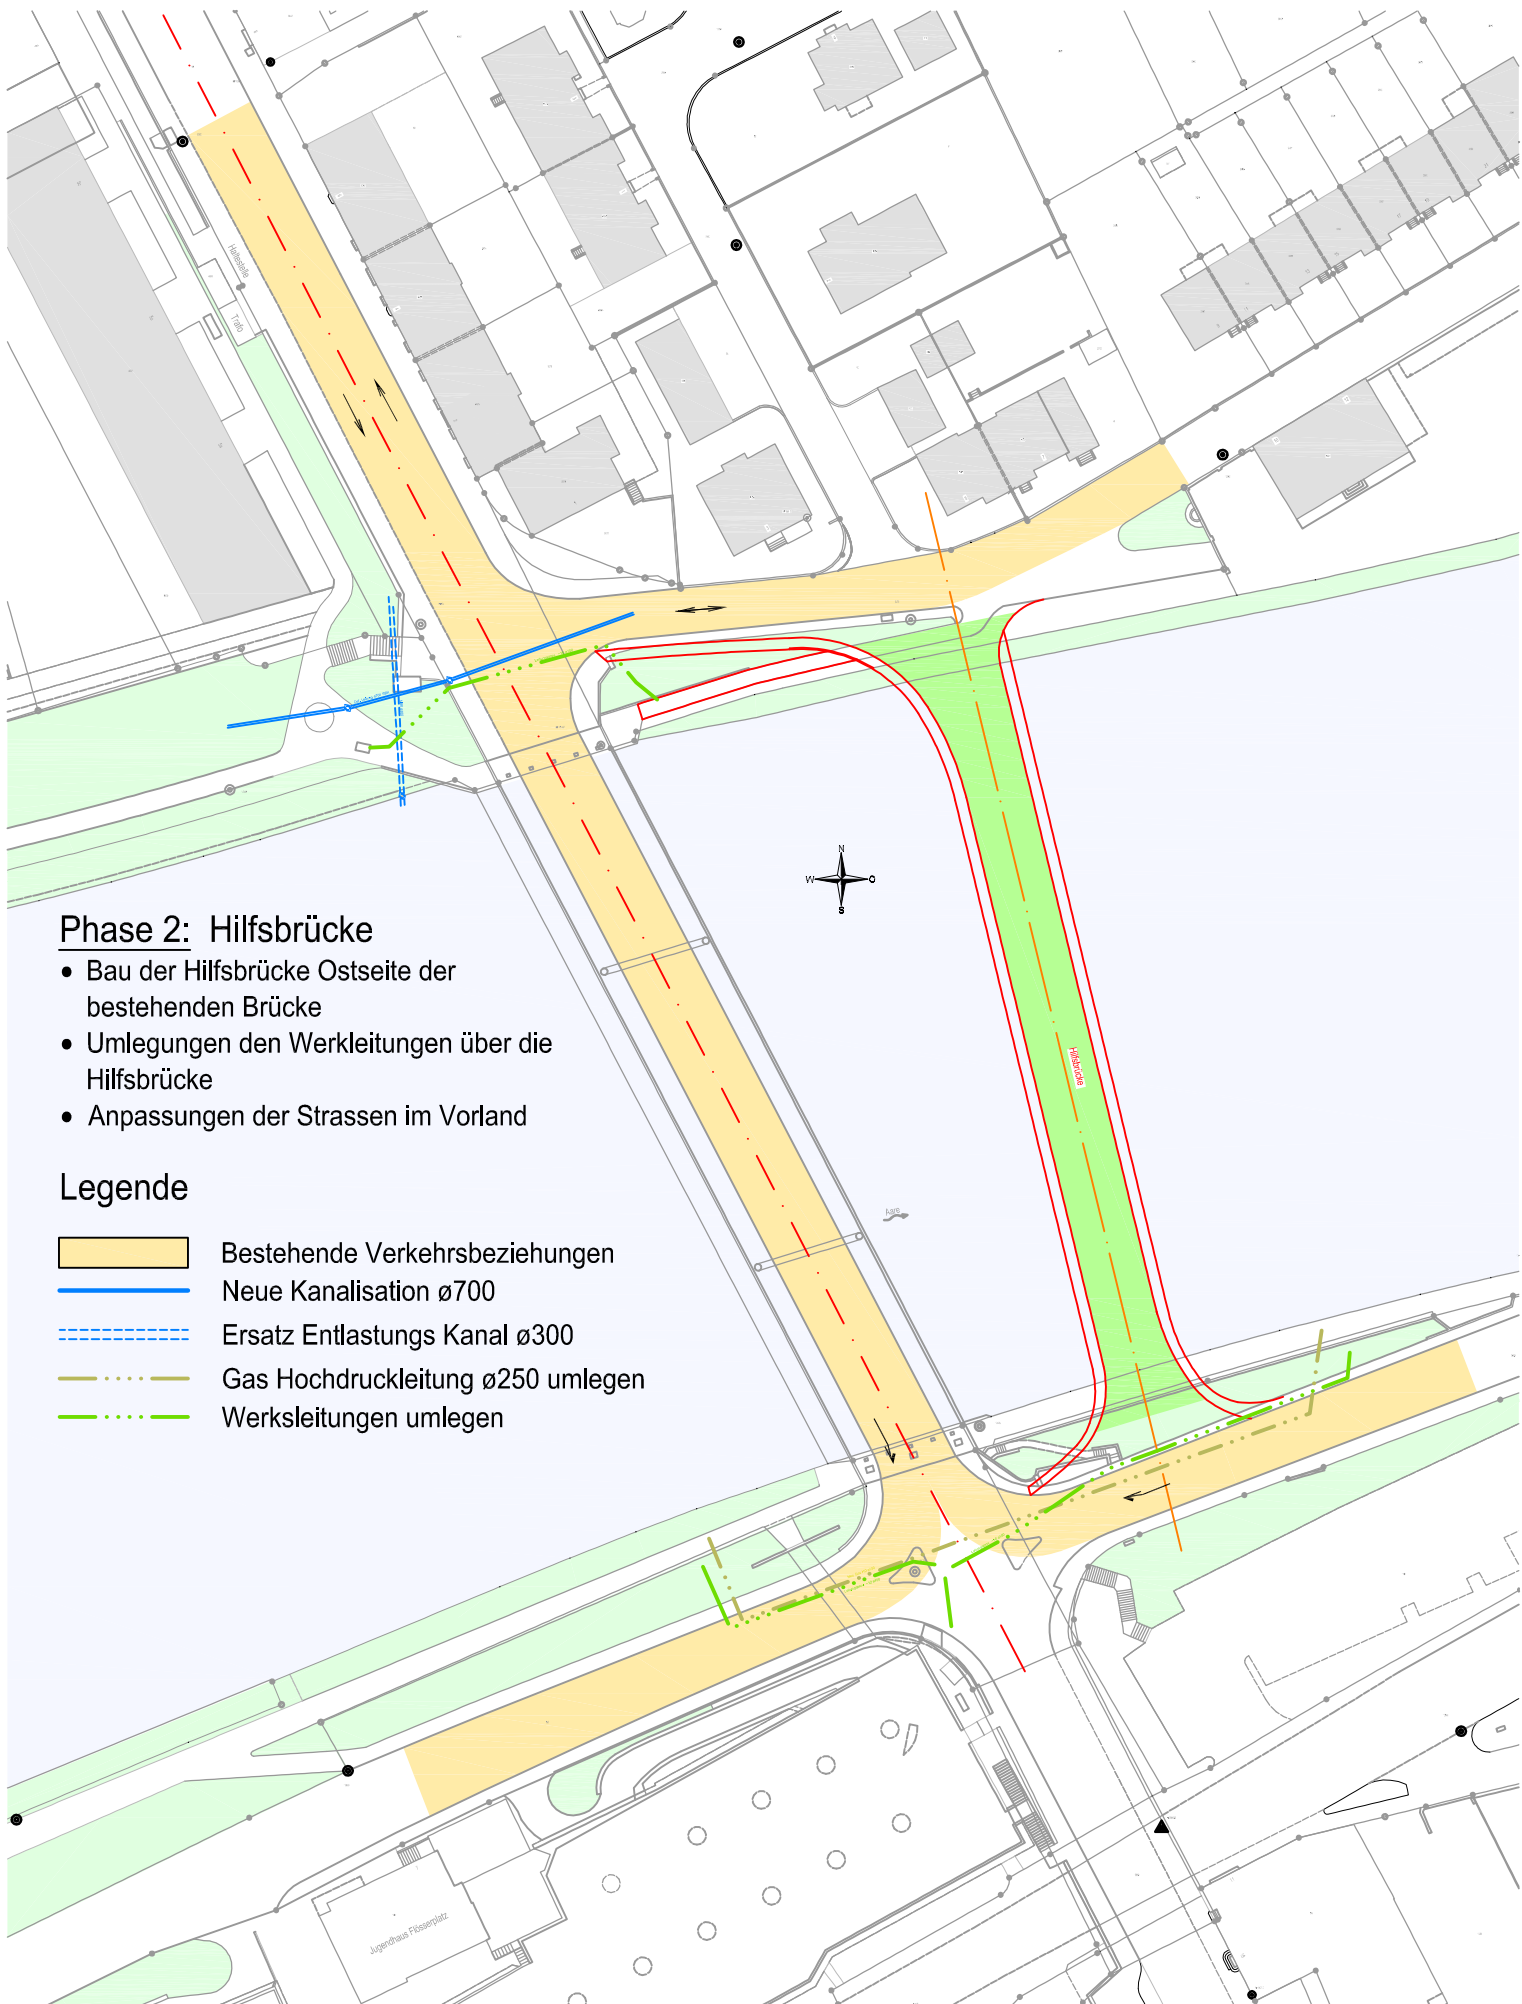 Haltestelle
Trafo
N
W O
S
Phase 2: Hilfsbrücke
• Bau der Hilfsbrücke Ostseite der
bestehenden Brücke
• Umlegungen den Werkleitungen über die
Hilfsbrücke
• Anpassungen der Strassen im Vorland
Hilfsbrücke
Legende
Aare
Bestehende Verkehrsbeziehungen
Neue Kanalisation ø700
Ersatz Entlastungs Kanal ø300
Gas Hochdruckleitung ø250 umlegen
Werksleitungen umlegen
Jugendhaus Flösserplatz